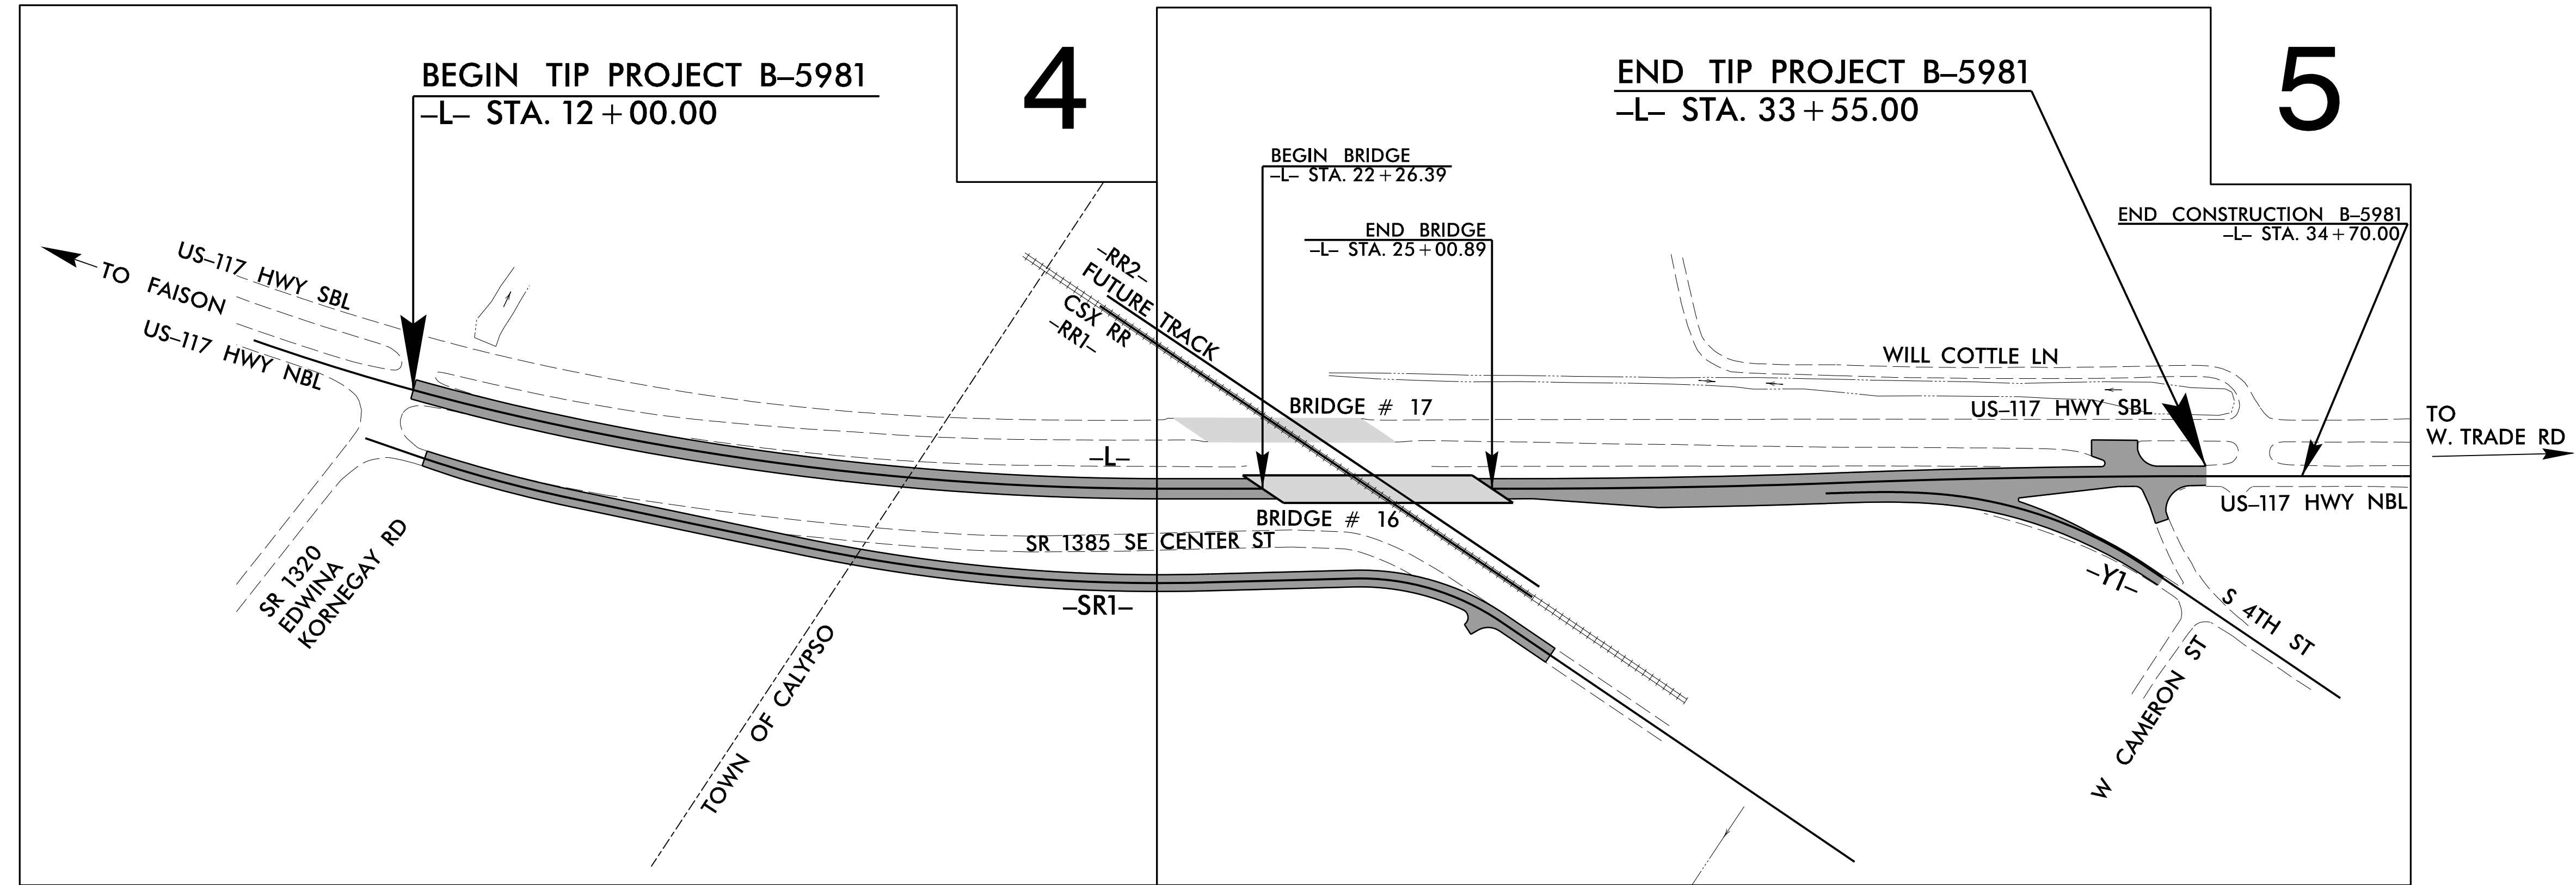 BEGIN TIP PROJECT B–5981
–L– STA. 12+00.00
4
END TIP PROJECT B–5981
–L– STA. 33+55.00
5
BEGIN BRIDGE
–L– STA. 22+26.39
END BRIDGE
–L– STA. 25+00.89
END CONSTRUCTION B–5981
–L– STA. 34+70.00
US–117 HWY SBL
TO FAISON
US–117 HWY NBL
–RR2–
FUTURE TRACK
CSX RR
–RR1–
WILL COTTLE LN
BRIDGE # 17
US–117 HWY SBL
TO
W. TRADE RD
–L–
US–117 HWY NBL
BRIDGE # 16
SR 1385 SE CENTER ST
–SR1–
–Y1–
S 4TH ST
SR 1320
EDWINA
KORNEGAY RD
TOWN OF CALYPSO
W CAMERON ST